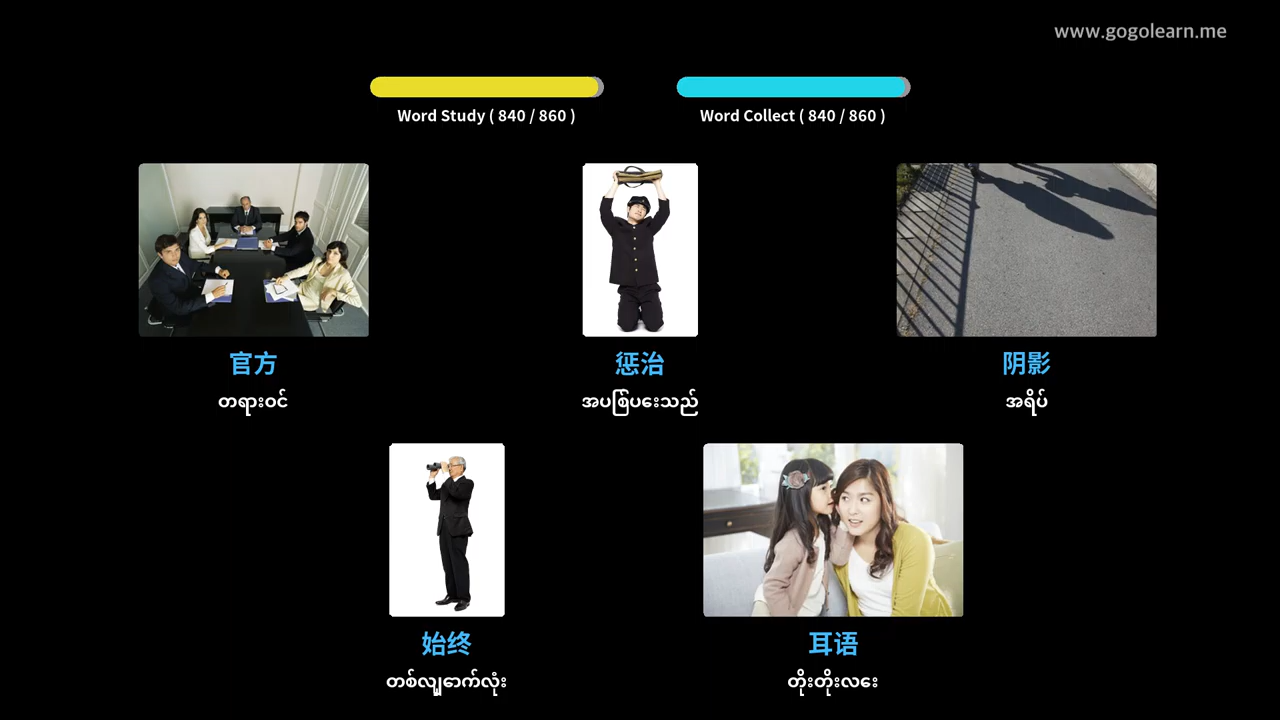 www.gogolearn.me
Word Study ( 840 / 860 )
Word Collect ( 840 / 860 )
官方
တရားဝင်
惩治
အပစြပးသည်
阴影
အရိပ်
始终
တစ်လျှောက်လုံး
耳语
တိုးတိုးလေး